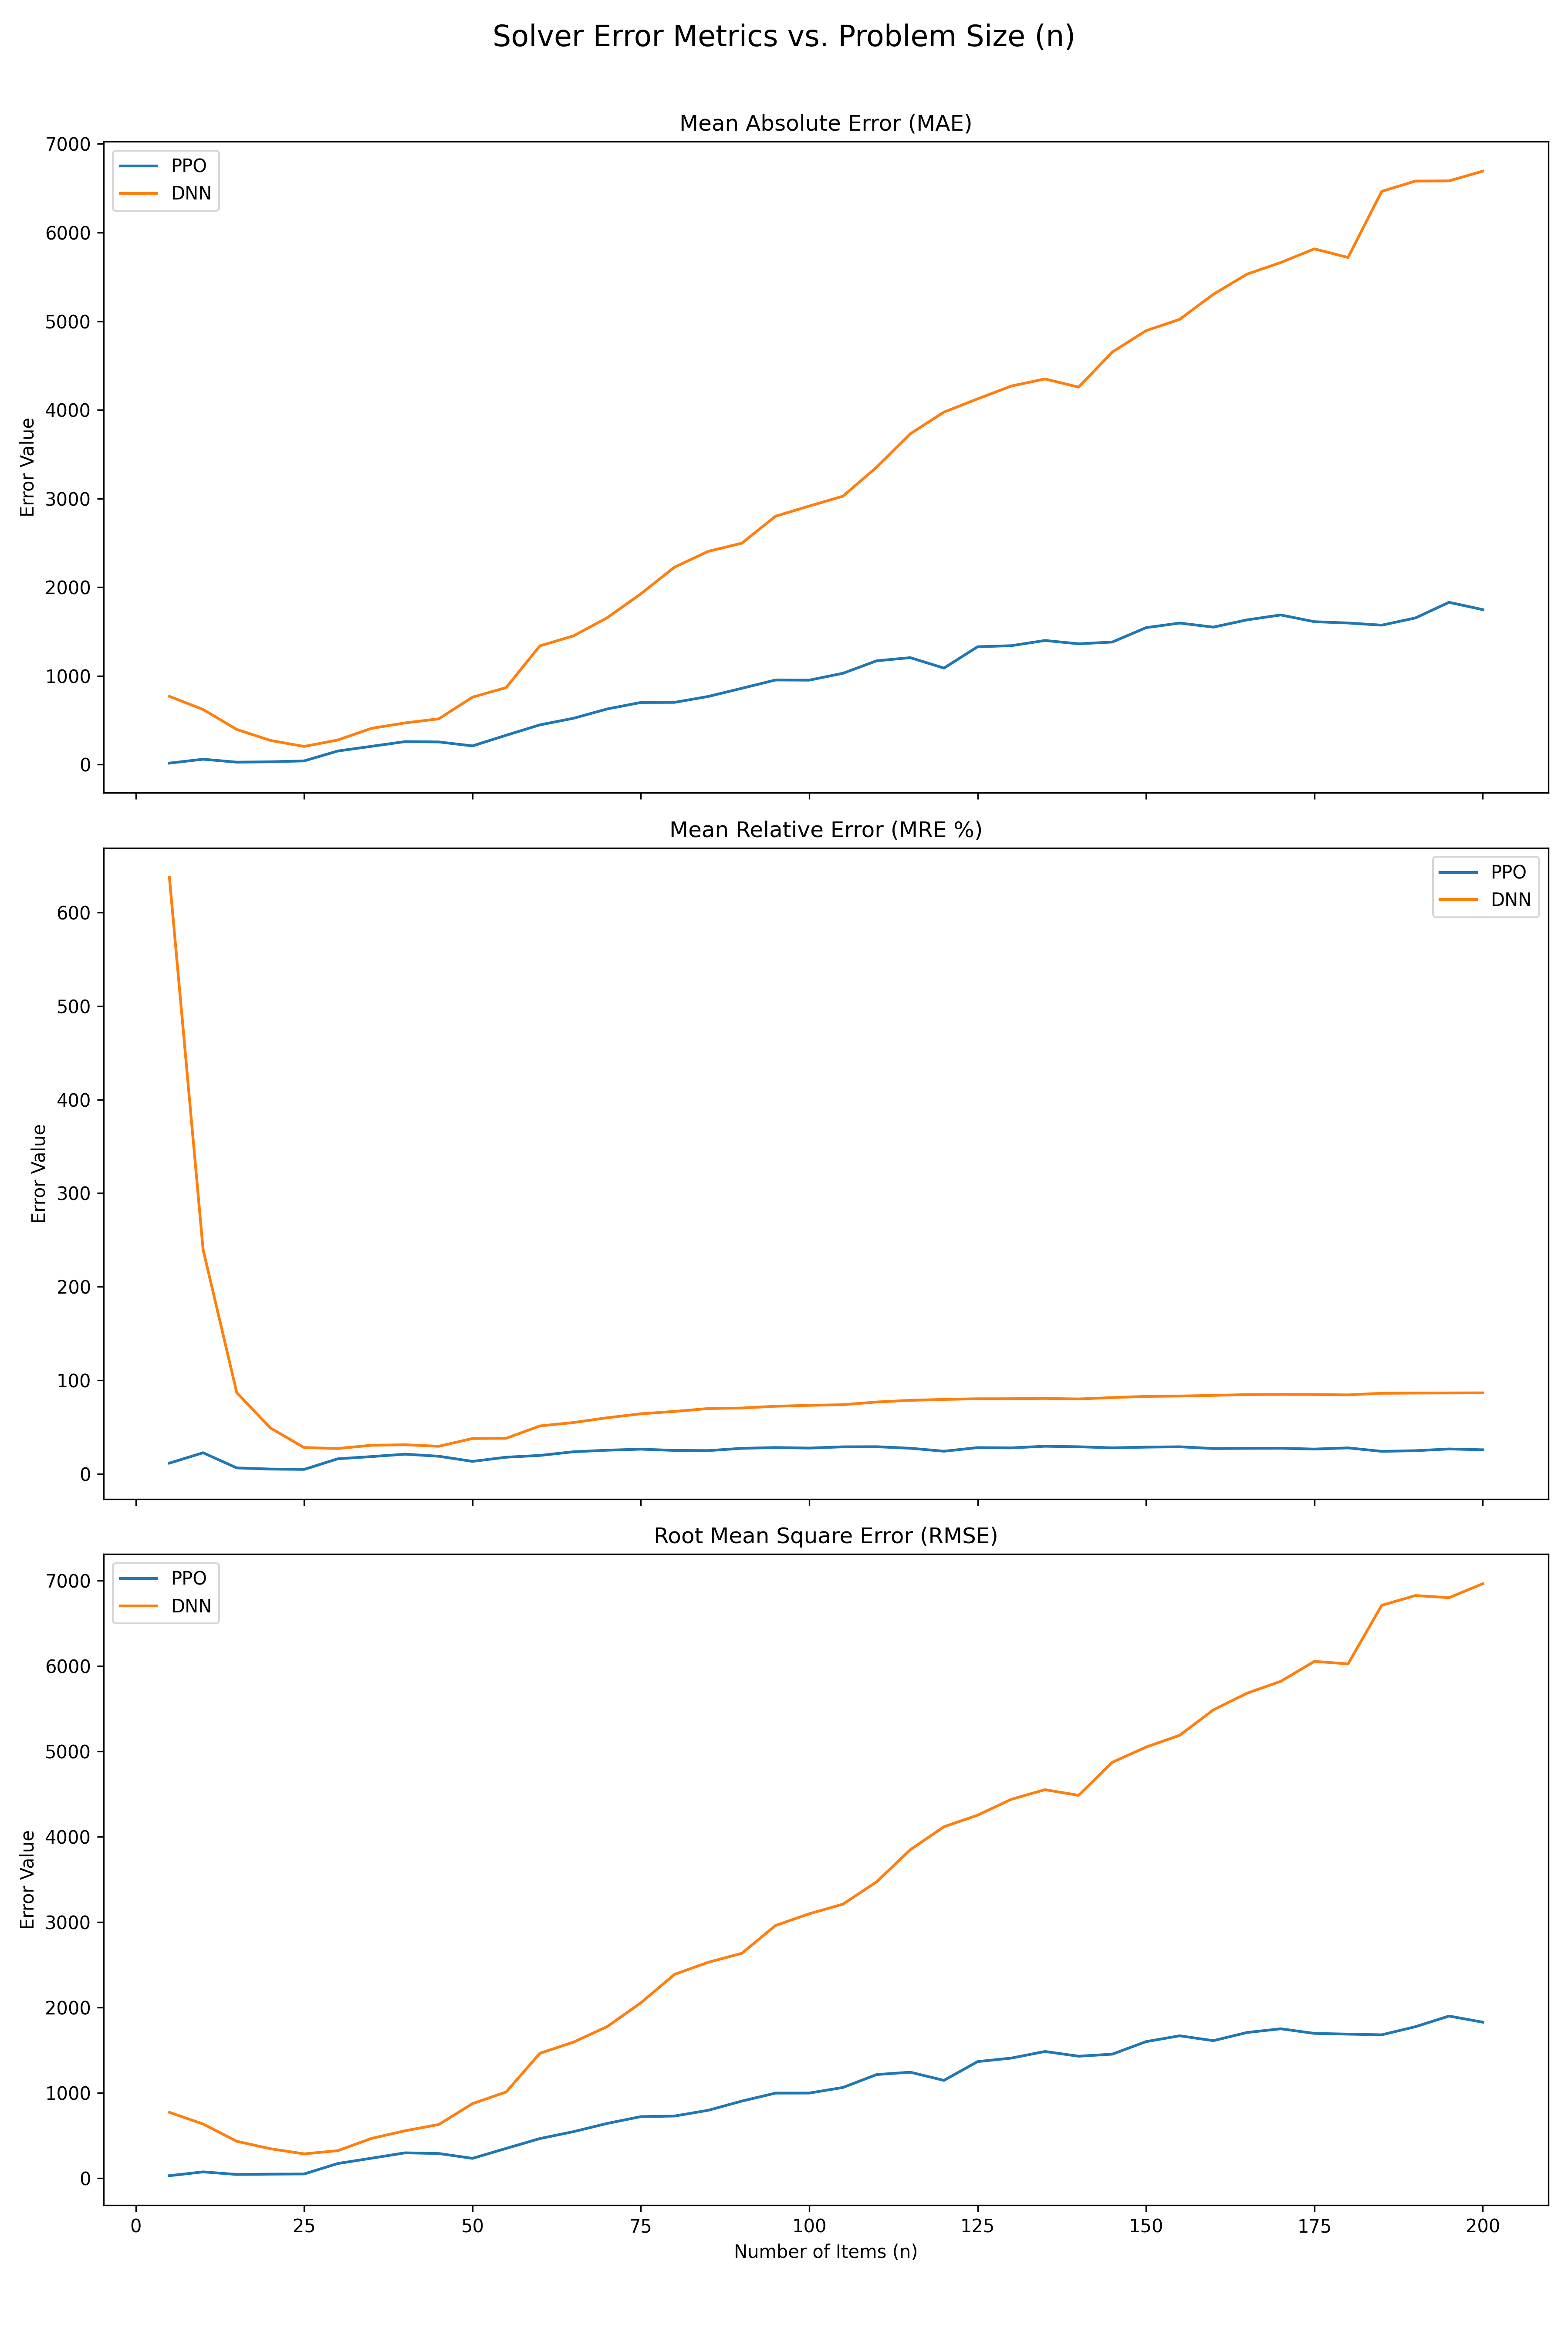 Solver Error Metrics vs. Problem Size (n)
Mean Absolute Error (MAE)
7000
6000
5000
4000
3000
2000
1000
0
Error Value
PPO
DNN
Mean Relative Error (MRE %)
600
500
400
300
200
100
0
Error Value
PPO
DNN
Root Mean Square Error (RMSE)
7000
6000
5000
4000
3000
2000
1000
0
Error Value
PPO
DNN
0 25 50 75 100 125 150 175 200
Number of Items (n)